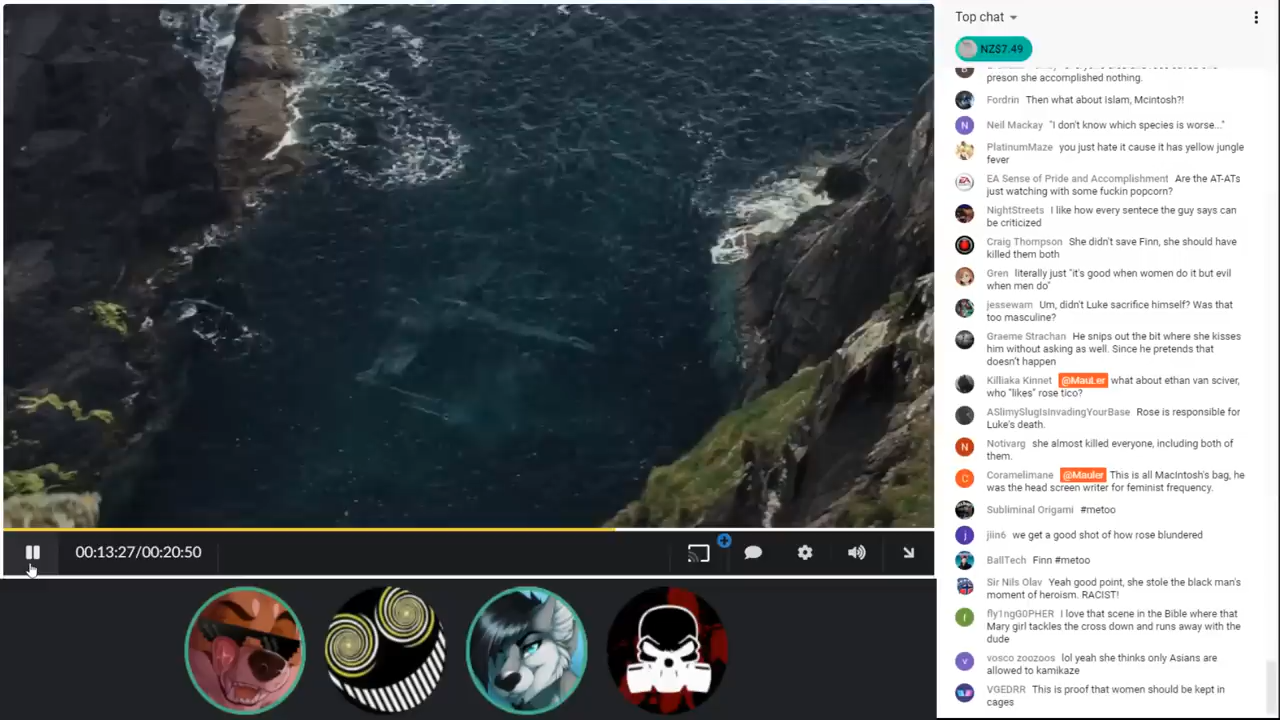 Top chat
NZ$7.49
preson she accomplished nothing.
Fordrin Then what about Islam, Mcintosh?!
N
Neil Mackay "I don't know which species is worse..."
PlatinumMaze you just hate it cause it has yellow jungle
fever
EA Sense of Pride and Accomplishment Are the AT-ATs
just watching with some fuckin popcorn?
NightStreets I like how every sentece the guy says can
be criticized
Craig Thompson She didn't save Finn, she should have
killed them both
Gren literally just "it's good when women do it but evil
when men do"
jessewam Um, didn't Luke sacrifice himself? Was that
too masculine?
Graeme Strachan He snips out the bit where she kisses
him without asking as well. Since he pretends that
doesn't happen
Killiaka Kinnet @MauLer what about ethan van sciver,
who "likes" rose tico?
ASlimySlugIsInvadingYourBase Rose is responsible for
Luke's death.
N
Notivarg she almost killed everyone, including both of
them.
C
Coramelimane @Mauler This is all MacIntosh's bag, he
was the head screen writer for feminist frequency.
Subliminal Origami #metoo
j
jiin6 we get a good shot of how rose blundered
BallTech Finn #metoo
Sir Nils Olav Yeah good point, she stole the black man's
moment of heroism. RACIST!
f
fly1ngG0PHER I love that scene in the Bible where that
Mary girl tackles the cross down and runs away with the
dude
v
vosco zoozoos lol yeah she thinks only Asians are
allowed to kamikaze
VGEDRR This is proof that women should be kept in
cages
00:13:27/00:20:50